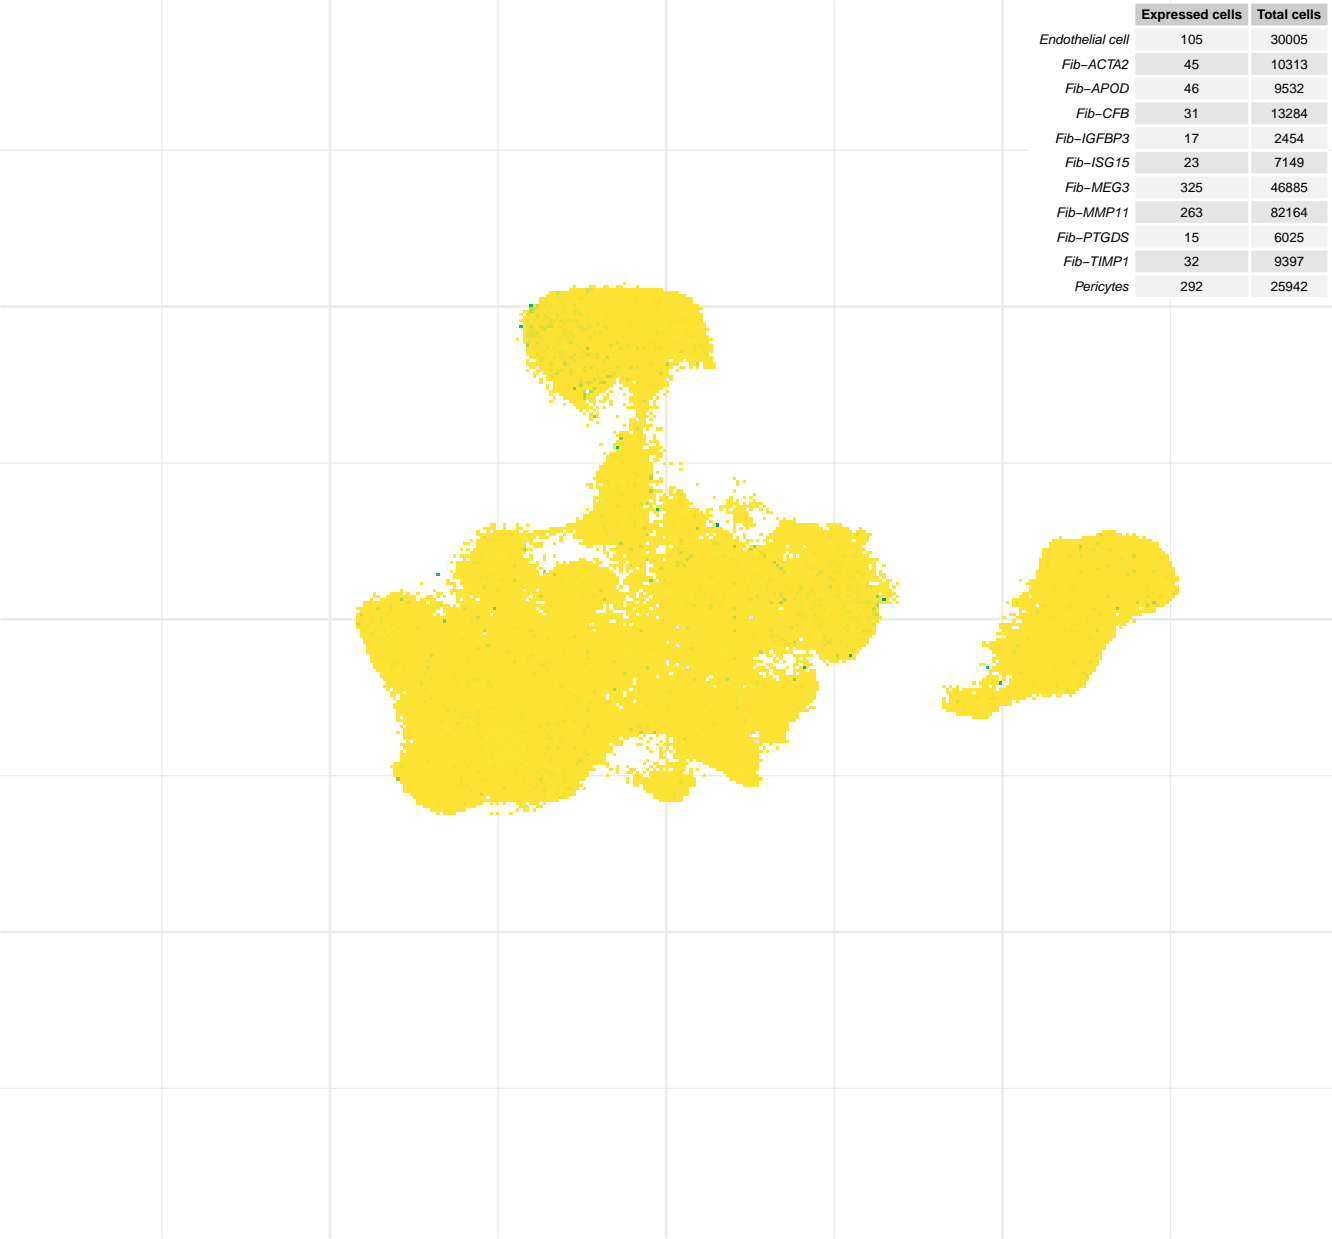 Expressed cells Total cells
Endothelial cell 105 30005
Fib−ACTA2 45 10313
Fib−APOD 46 9532
Fib−CFB 31 13284
Fib−IGFBP3 17 2454
Fib−ISG15 23 7149
Fib−MEG3 325 46885
Fib−MMP11 263 82164
Fib−PTGDS 15 6025
Fib−TIMP1 32 9397
Pericytes 292 25942